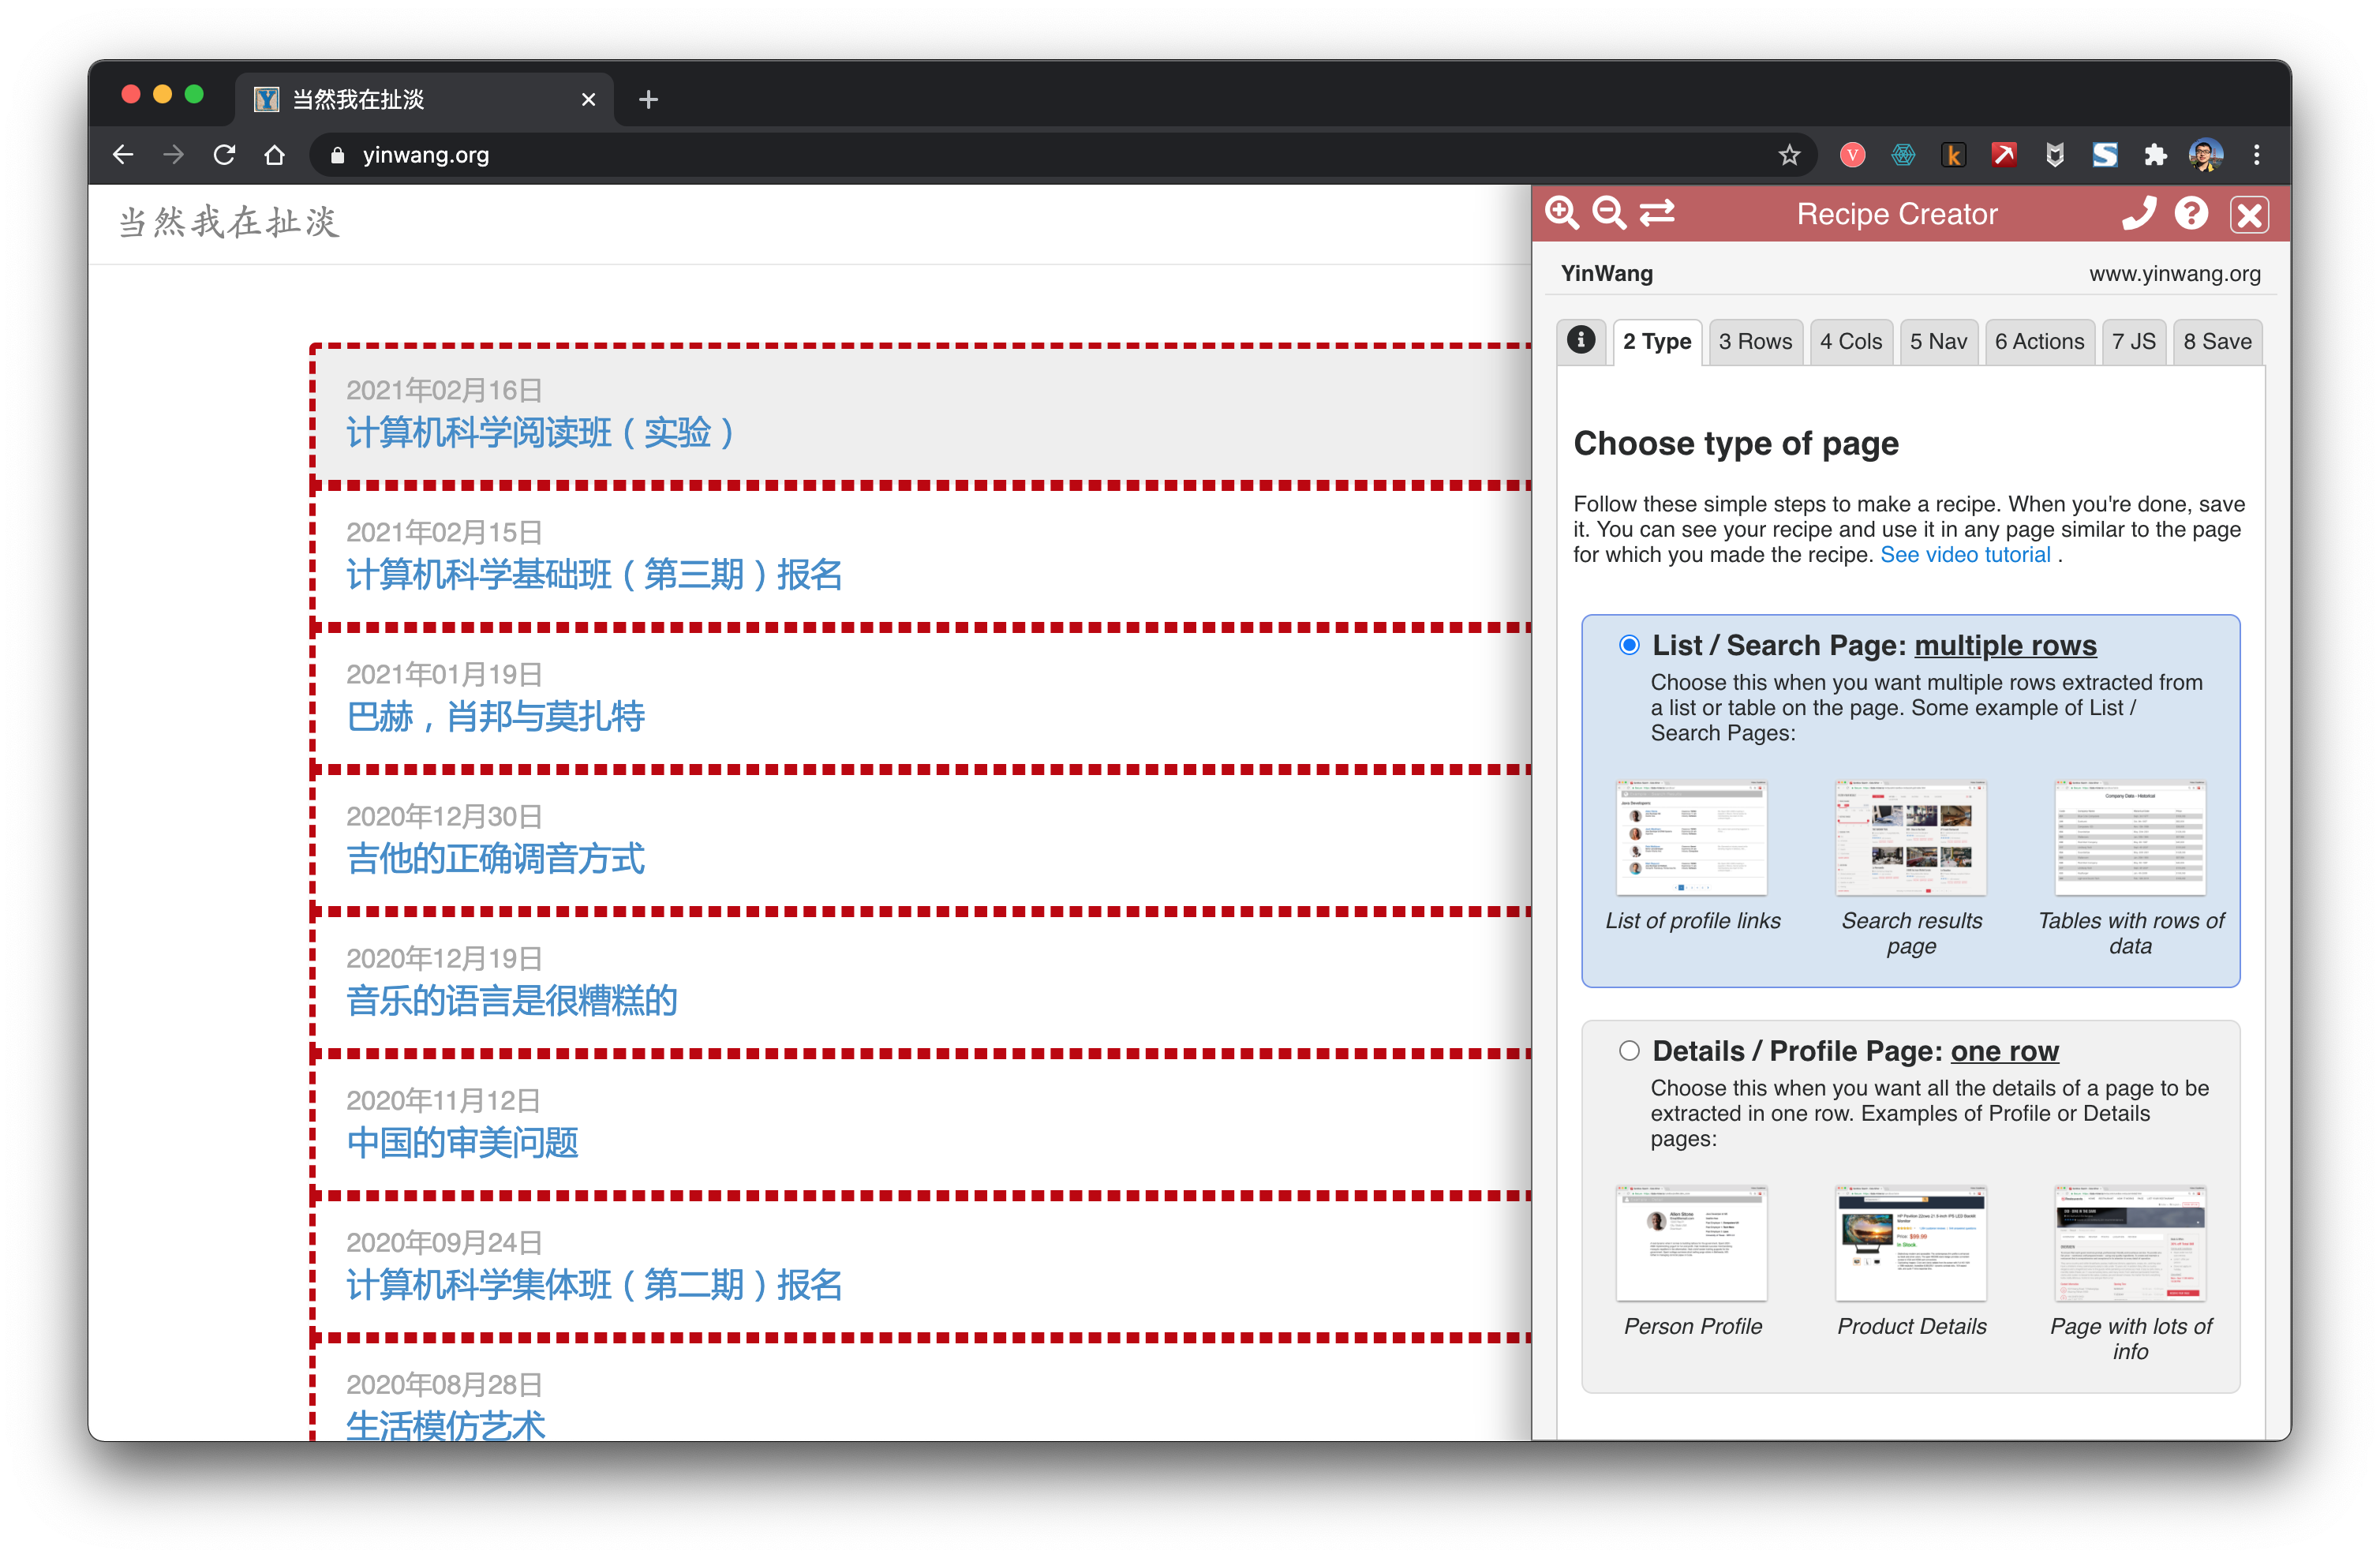 当然我在扯淡
yinwang.org
V
k
当然我在扯淡
2021年02月16日
计算机科学阅读班（实验）
2021年02月15日
计算机科学基础班（第三期）报名
2021年01月19日
巴赫，肖邦与莫扎特
2020年12月30日
吉他的正确调音方式
2020年12月19日
音乐的语言是很糟糕的
2020年11月12日
中国的审美问题
2020年09月24日
计算机科学集体班（第二期）报名
2020年08月28日
生活模仿艺术
Recipe Creator
YinWang www.yinwang.org
2 Type 3 Rows 4 Cols 5 Nav 6 Actions 7 JS 8 Save
Choose type of page
Follow these simple steps to make a recipe. When you're done, save
it. You can see your recipe and use it in any page similar to the page
for which you made the recipe. See video tutorial .
List / Search Page: multiple rows
Choose this when you want multiple rows extracted from
a list or table on the page. Some example of List /
Search Pages:
Company Data - Historical
List of profile links
Search results
page
Tables with rows of
data
Details / Profile Page: one row
Choose this when you want all the details of a page to be
extracted in one row. Examples of Profile or Details
pages:
Person Profile
Product Details
Page with lots of
info